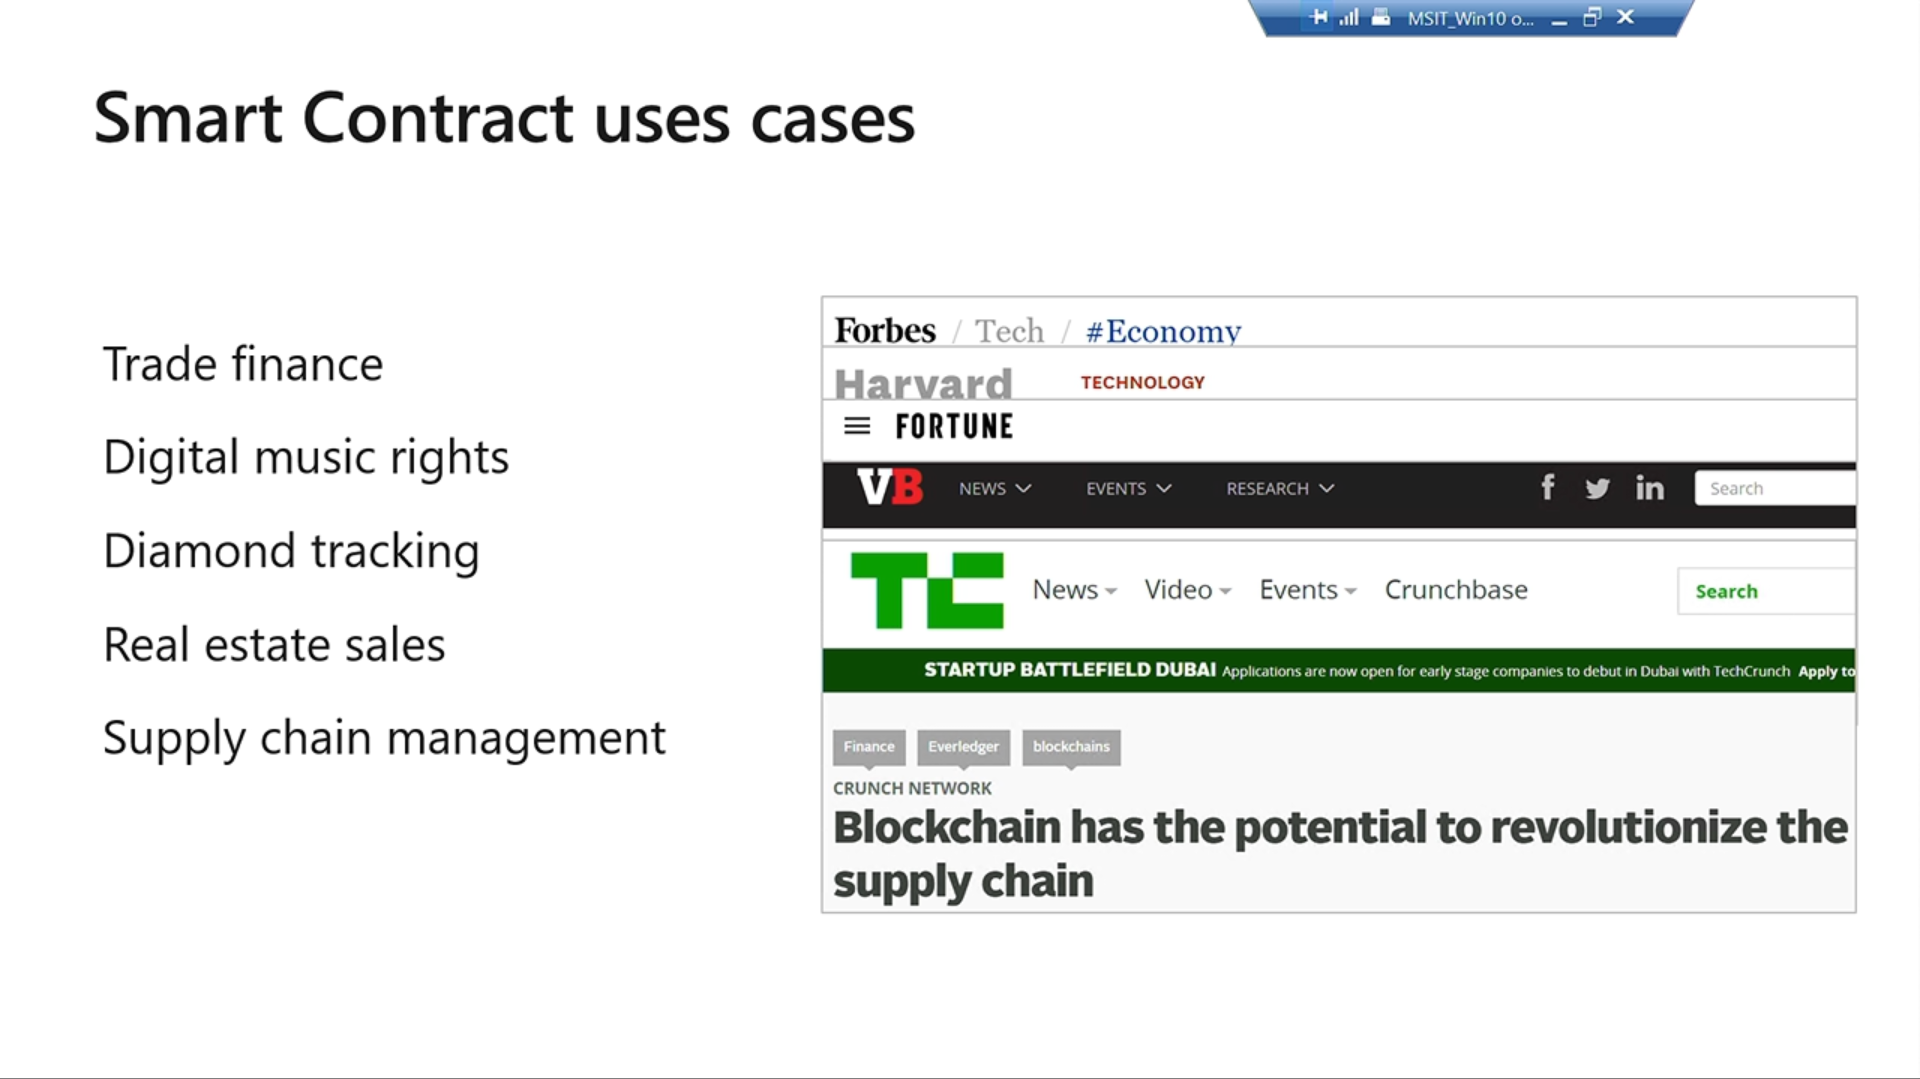 MSIT_Win10 o...
Smart Contract uses cases
Trade finance
Digital music rights
Diamond tracking
Real estate sales
Supply chain management
Forbes / Tech / #Economy
Harvard TECHNOLOGY
FORTUNE
VB NEWS EVENTS RESEARCH f in Search
TC News Video Events Crunchbase Search
STARTUP BATTLEFIELD DUBAI Applications are now open for early stage companies to debut in Dubai with TechCrunch Apply to
Finance Everledger blockchains
CRUNCH NETWORK
Blockchain has the potential to revolutionize the
supply chain